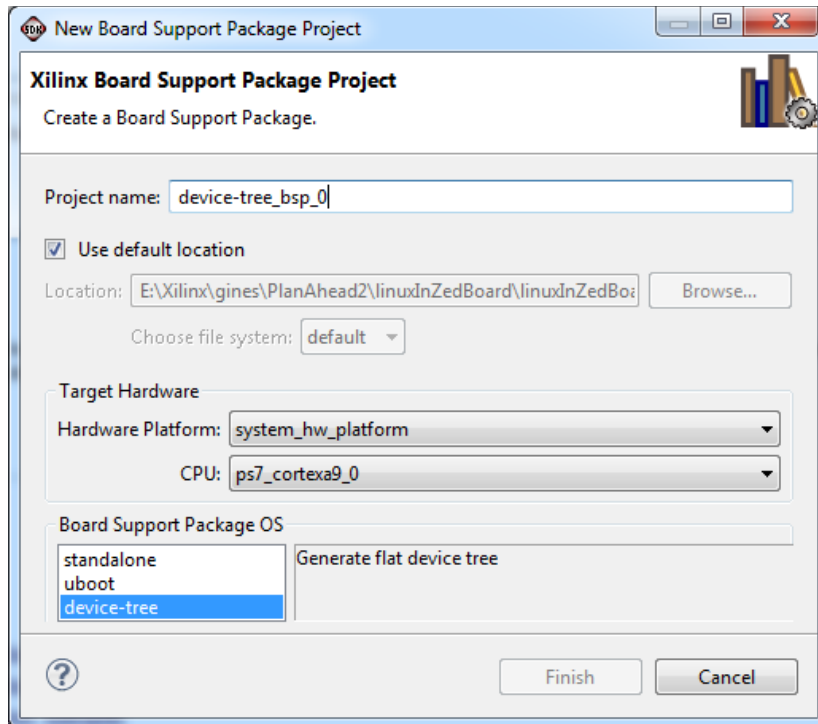 SDK New Board Support Package Project
Xilinx Board Support Package Project
Create a Board Support Package.
Project name: device-tree_bsp_0
Use default location
Location: E:\Xilinx\gines\PlanAhead2\linuxInZedBoard\linuxInZedBoa Browse...
Choose file system: default
Target Hardware
Hardware Platform: system_hw_platform
CPU: ps7_cortexa9_0
Board Support Package OS
standalone Generate flat device tree
uboot
device-tree
? Finish Cancel